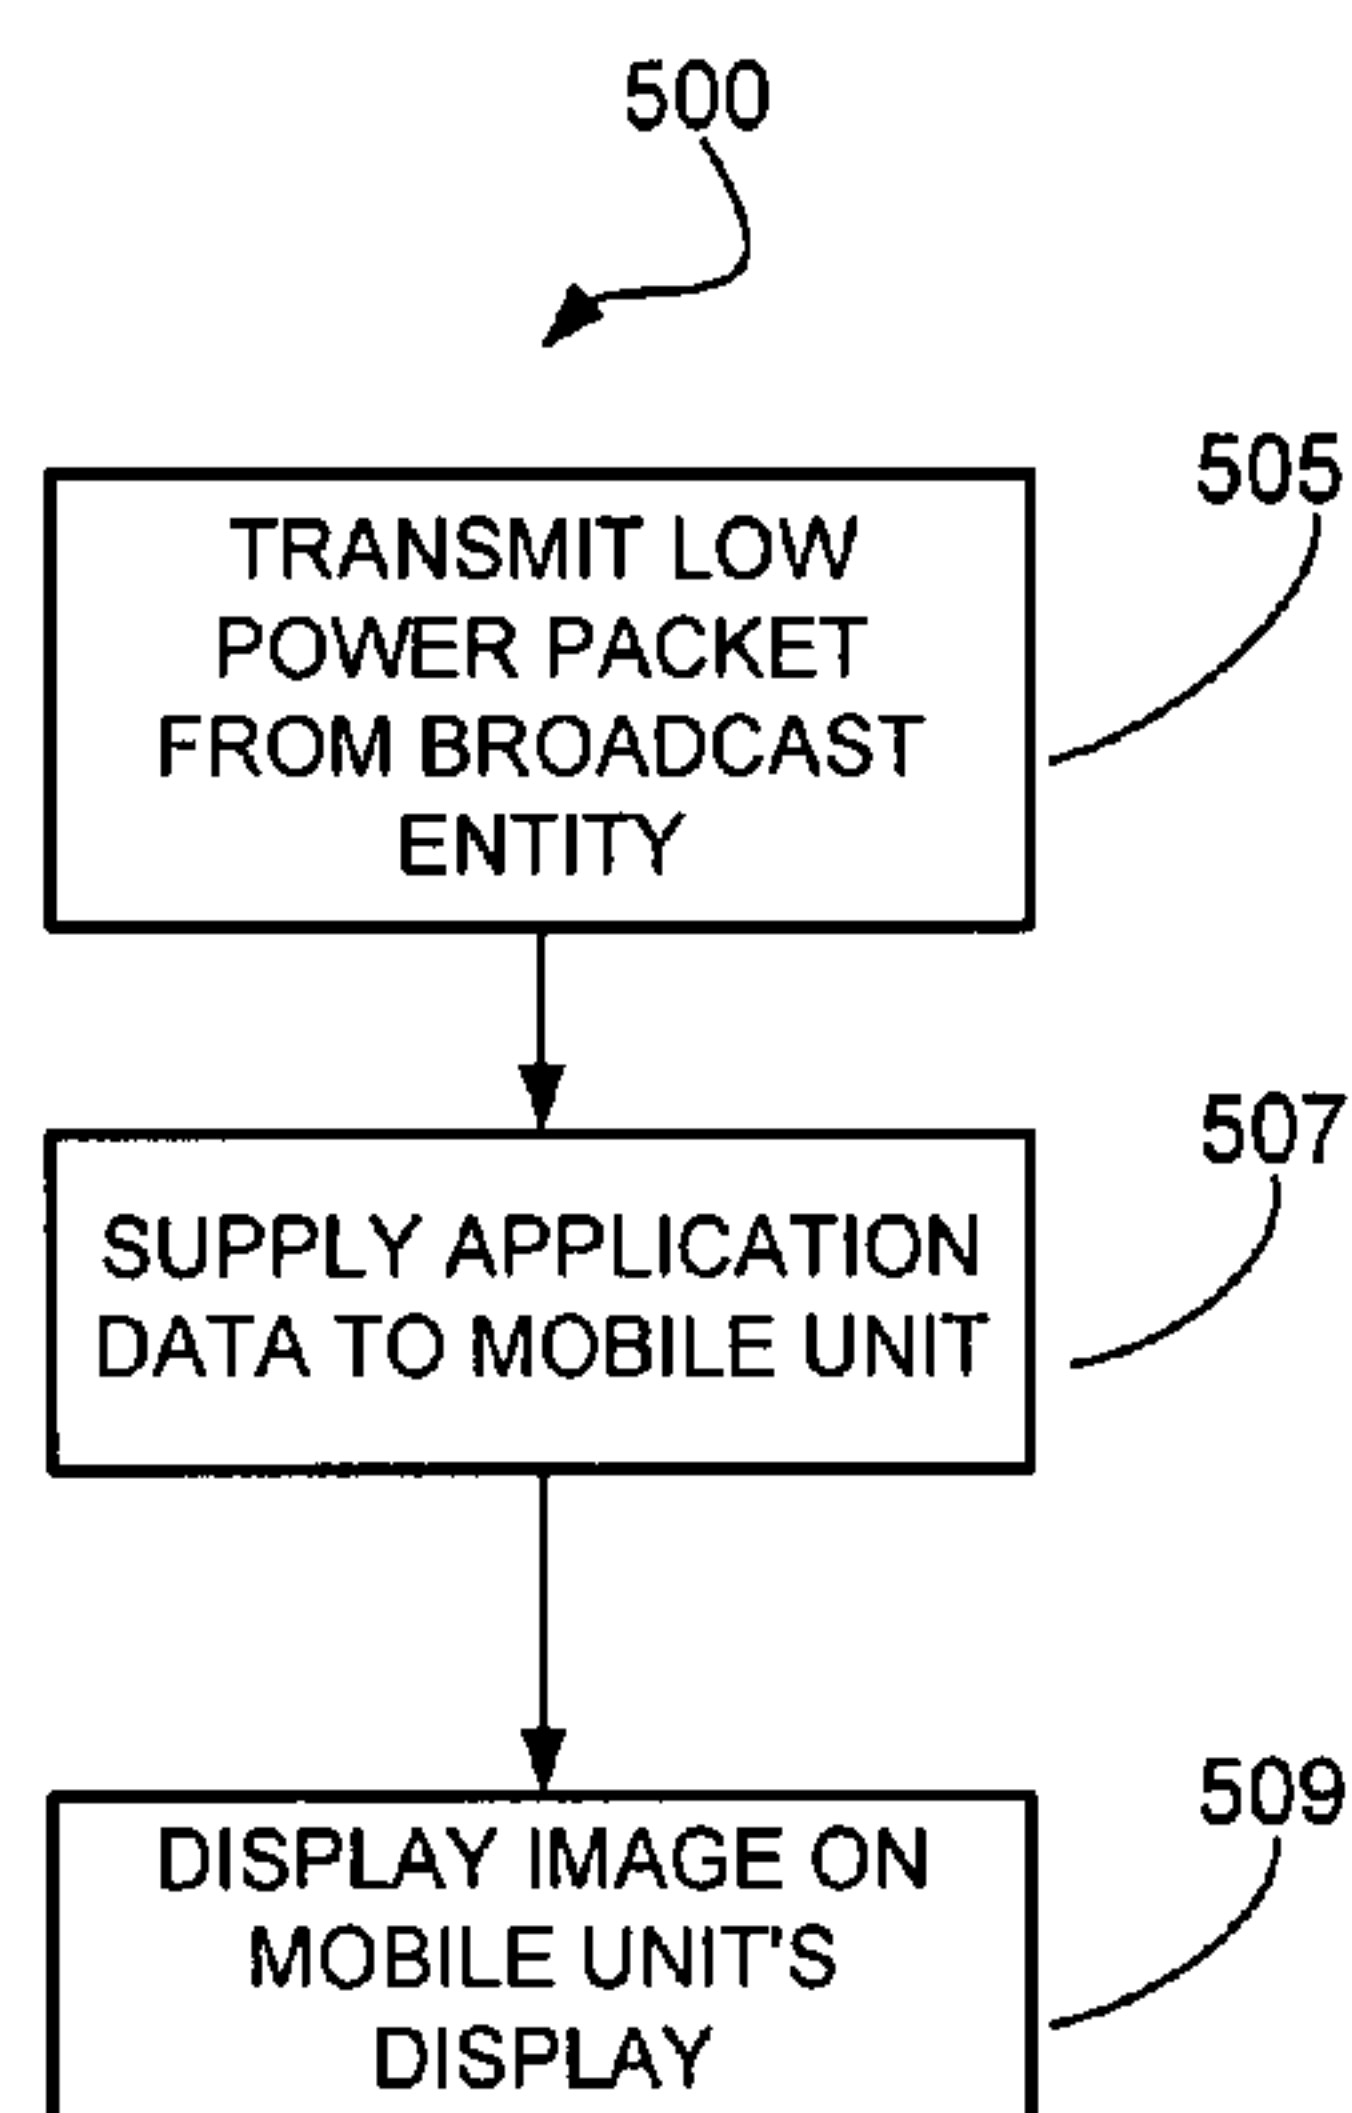 500
505
TRANSMIT LOW
POWER PACKET
FROM BROADCAST
ENTITY
507
SUPPLY APPLICATION
DATA TO MOBILE UNIT
509
DISPLAY IMAGE ON
MOBILE UNIT'S
DISPLAY